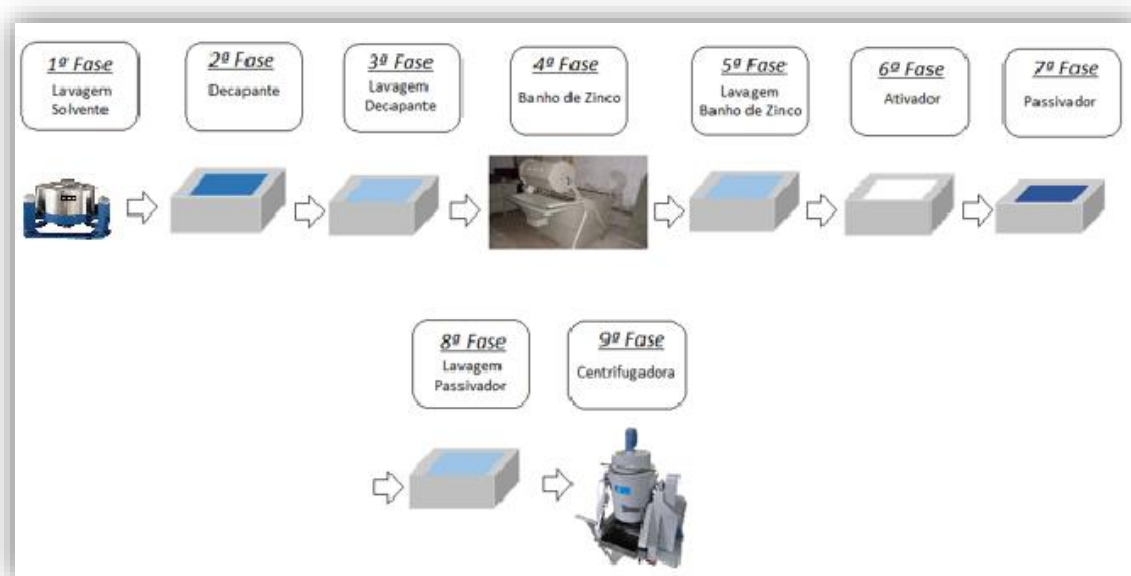 1ª Fase
Lavagem
Solvente
2ª Fase
Decapante
3ª Fase
Lavagem
Decapante
4ª Fase
Banho de Zinco
5ª Fase
Lavagem
Banho de Zinco
6ª Fase
Ativador
7ª Fase
Passivador
8ª Fase
Lavagem
Passivador
9ª Fase
Centrifugadora